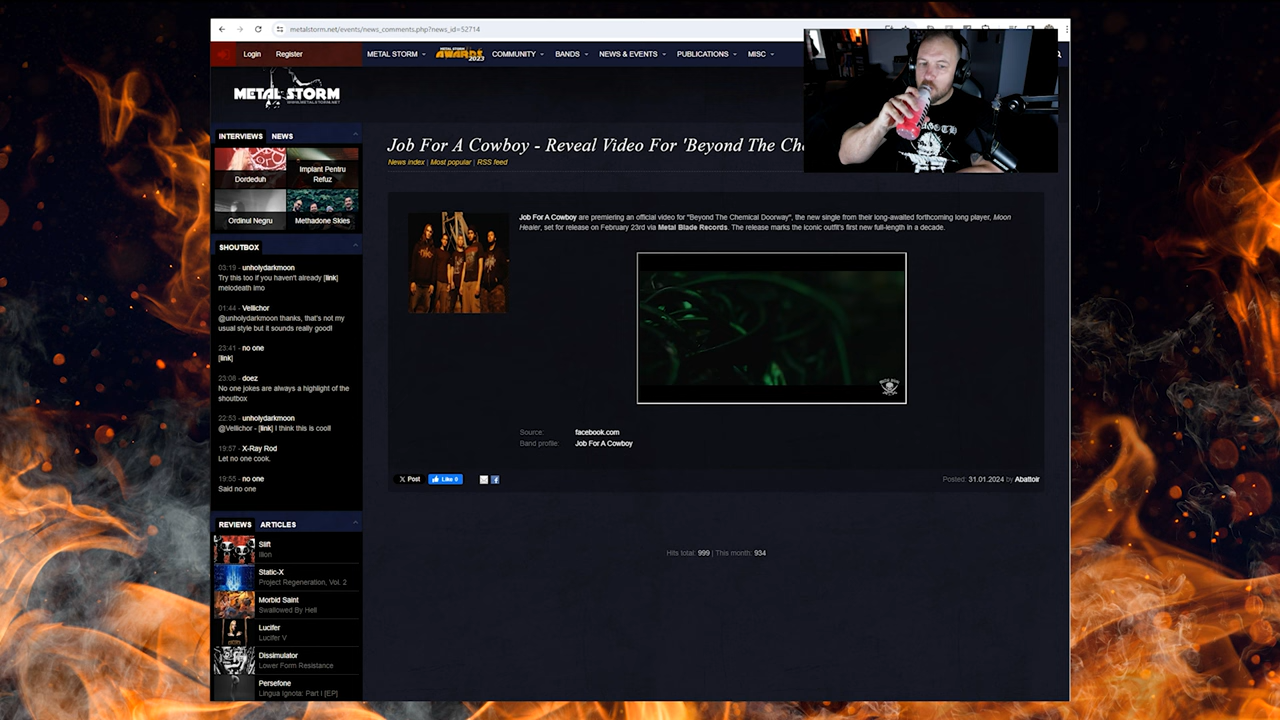 metalstorm.net/events/news_comments.php?news_id=52714
Login Register METAL STORM METAL STORM AWARDS 2023 COMMUNITY BANDS NEWS & EVENTS PUBLICATIONS MISC
METAL STORM
WWW.METALSTORM.NET
INTERVIEWS NEWS
Dordeduh
Implant Pentru
Refuz
Ordinul Negru
Methadone Skies
SHOUTBOX
03:19 - unholydarkmoon
Try this too if you haven't already [link]
melodeath imo
01:44 - Vellichor
@unholydarkmoon thanks, that's not my
usual style but it sounds really good!
23:41 - no one
[link]
23:08 - doez
No one jokes are always a highlight of the
shoutbox
22:53 - unholydarkmoon
@Vellichor - [link] I think this is cool!
19:57 - X-Ray Rod
Let no one cook.
19:55 - no one
Said no one
REVIEWS ARTICLES
Slift
Ilion
Static-X
Project Regeneration, Vol. 2
Morbid Saint
Swallowed By Hell
Lucifer
Lucifer V
Dissimulator
Lower Form Resistance
Persefone
Lingua Ignota: Part I [EP]
Job For A Cowboy - Reveal Video For 'Beyond The Che
News index | Most popular | RSS feed
Job For A Cowboy are premiering an official video for "Beyond The Chemical Doorway", the new single from their long-awaited forthcoming long player, Moon
Healer, set for release on February 23rd via Metal Blade Records. The release marks the iconic outfit's first new full-length in a decade.
Source: facebook.com
Band profile: Job For A Cowboy
X Post Like 0
Posted: 31.01.2024 by Abattoir
Hits total: 999 | This month: 934